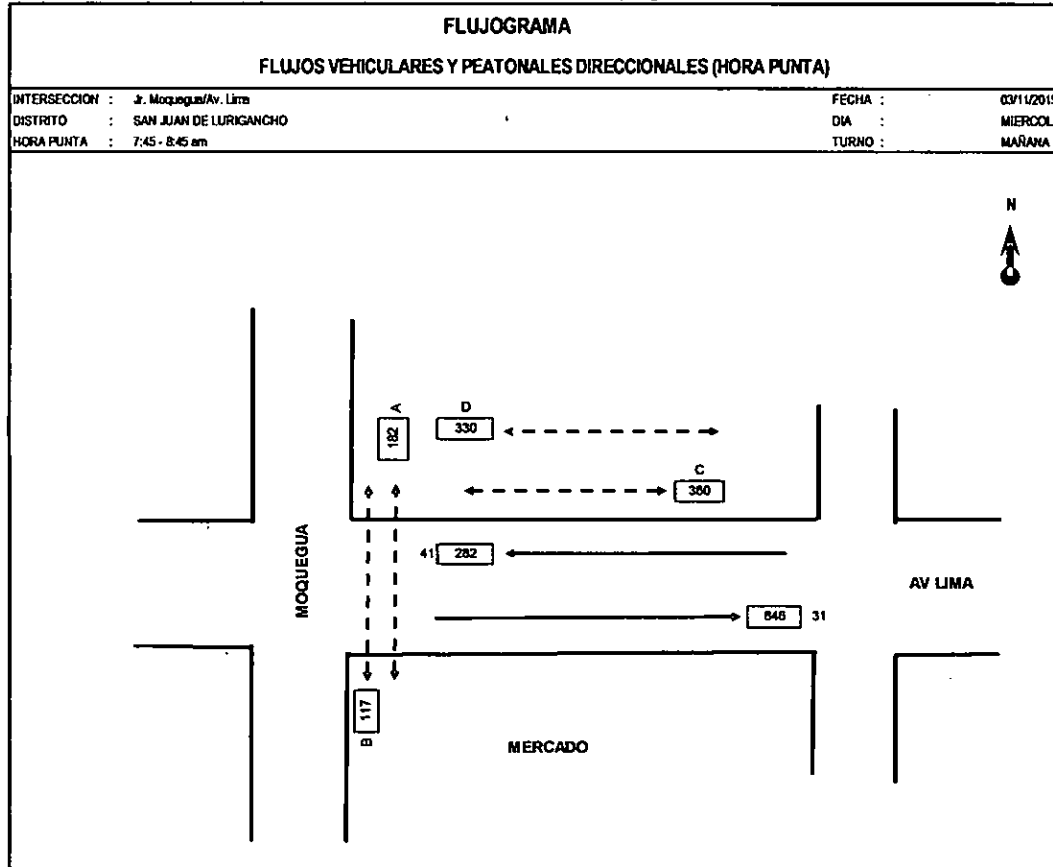 FLUJOGRAMA
FLUJOS VEHICULARES Y PEATONALES DIRECCIONALES (HORA PUNTA)
INTERSECCION : Jr. Moquegua/Av. Lima FECHA :
DISTRITO : SAN JUAN DE LURIGANCHO DIA : MIERCOL
HORA PUNTA : 7:45 - 8:45 am TURNO : MAÑANA
N
A D
182 330
C
360
MOQUEGUA
41 282
AV LIMA
31
117
B
MERCADO